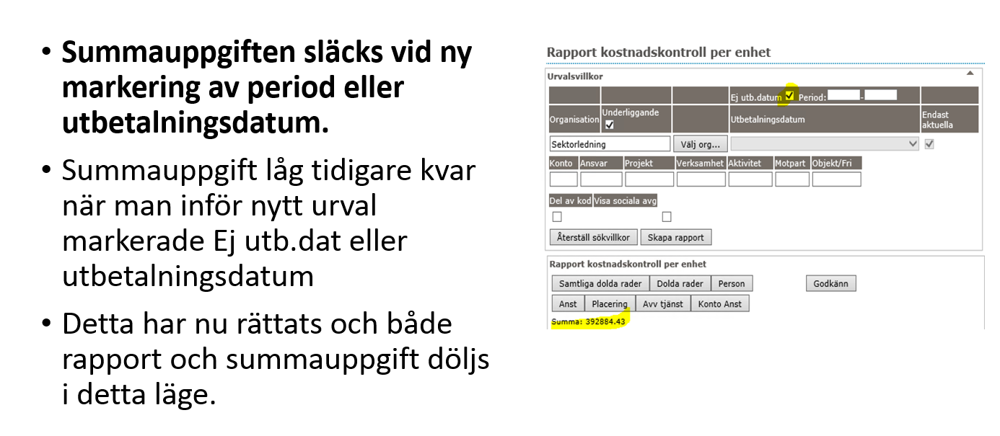 • Summauppgiften släcks vid ny
markering av period eller
utbetalningsdatum.
• Summauppgift låg tidigare kvar
när man inför nytt urval
markerade Ej utb.dat eller
utbetalningsdatum
• Detta har nu rättats och både
rapport och summauppgift döljs
i detta läge.
Rapport kostnadskontroll per enhet
Urvalsvillkor
Ej utb.datum Period: -
Organisation Underliggande Utbetalningsdatum Endast
aktuella
Sektorledning Välj org...
Konto Ansvar Projekt Verksamhet Aktivitet Motpart Objekt/Fri
Del av kod Visa sociala avg
Återställ sökvillkor Skapa rapport
Rapport kostnadskontroll per enhet
Samtliga dolda rader Dolda rader Person Godkänn
Anst Placering Avv tjänst Konto Anst
Summa: 392884.43